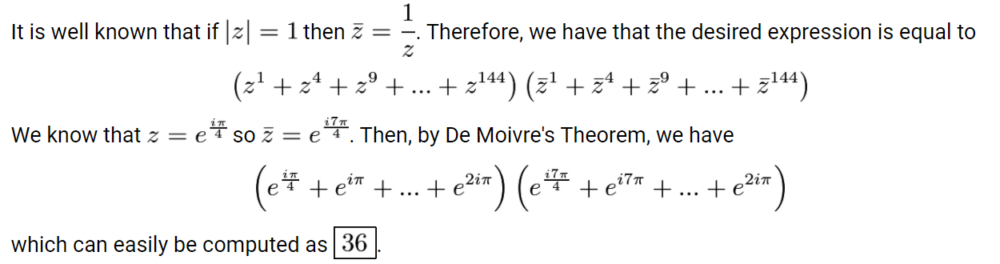 It is well known that if $|z| = 1$ then $\bar{z} = \dfrac{1}{z}$. Therefore, we have that the desired expression is equal to
$\left(z^1 + z^4 + z^9 + ... + z^{144}\right)\left(\bar{z}^1 + \bar{z}^4 + \bar{z}^9 + ... + \bar{z}^{144}\right)$
We know that $z = e^{\frac{i\pi}{4}}$ so $\bar{z} = e^{\frac{i7\pi}{4}}$. Then, by De Moivre's Theorem, we have
$\left(e^{\frac{i\pi}{4}} + e^{i\pi} + ... + e^{2i\pi}\right)\left(e^{\frac{i7\pi}{4}} + e^{i7\pi} + ... + e^{2i\pi}\right)$
which can easily be computed as $\boxed{36}$.